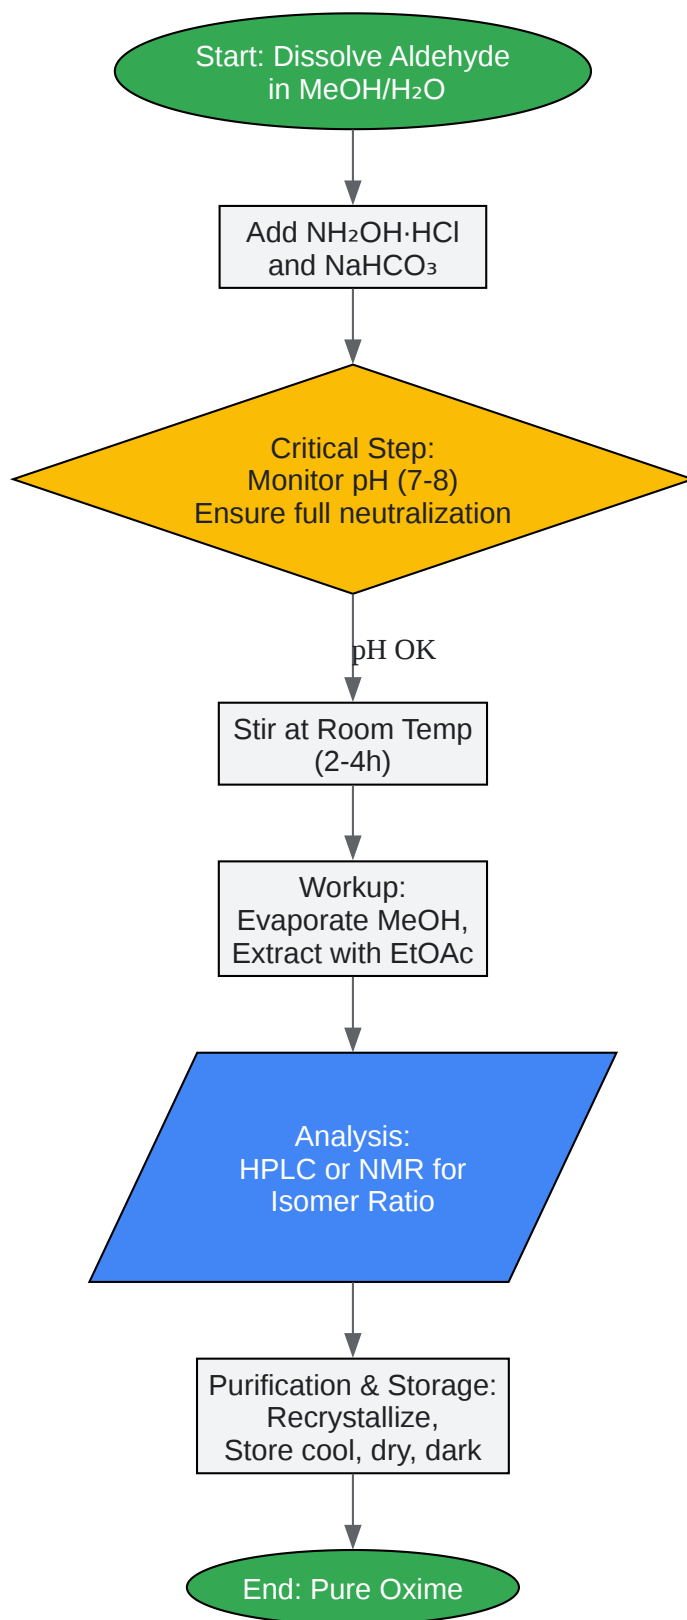 Start: Dissolve Aldehyde
in MeOH/H₂O
Add NH₂OH·HCl
and NaHCO₃
Critical Step:
Monitor pH (7-8)
Ensure full neutralization
pH OK
Stir at Room Temp
(2-4h)
Workup:
Evaporate MeOH,
Extract with EtOAc
Analysis:
HPLC or NMR for
Isomer Ratio
Purification & Storage:
Recrystallize,
Store cool, dry, dark
End: Pure Oxime